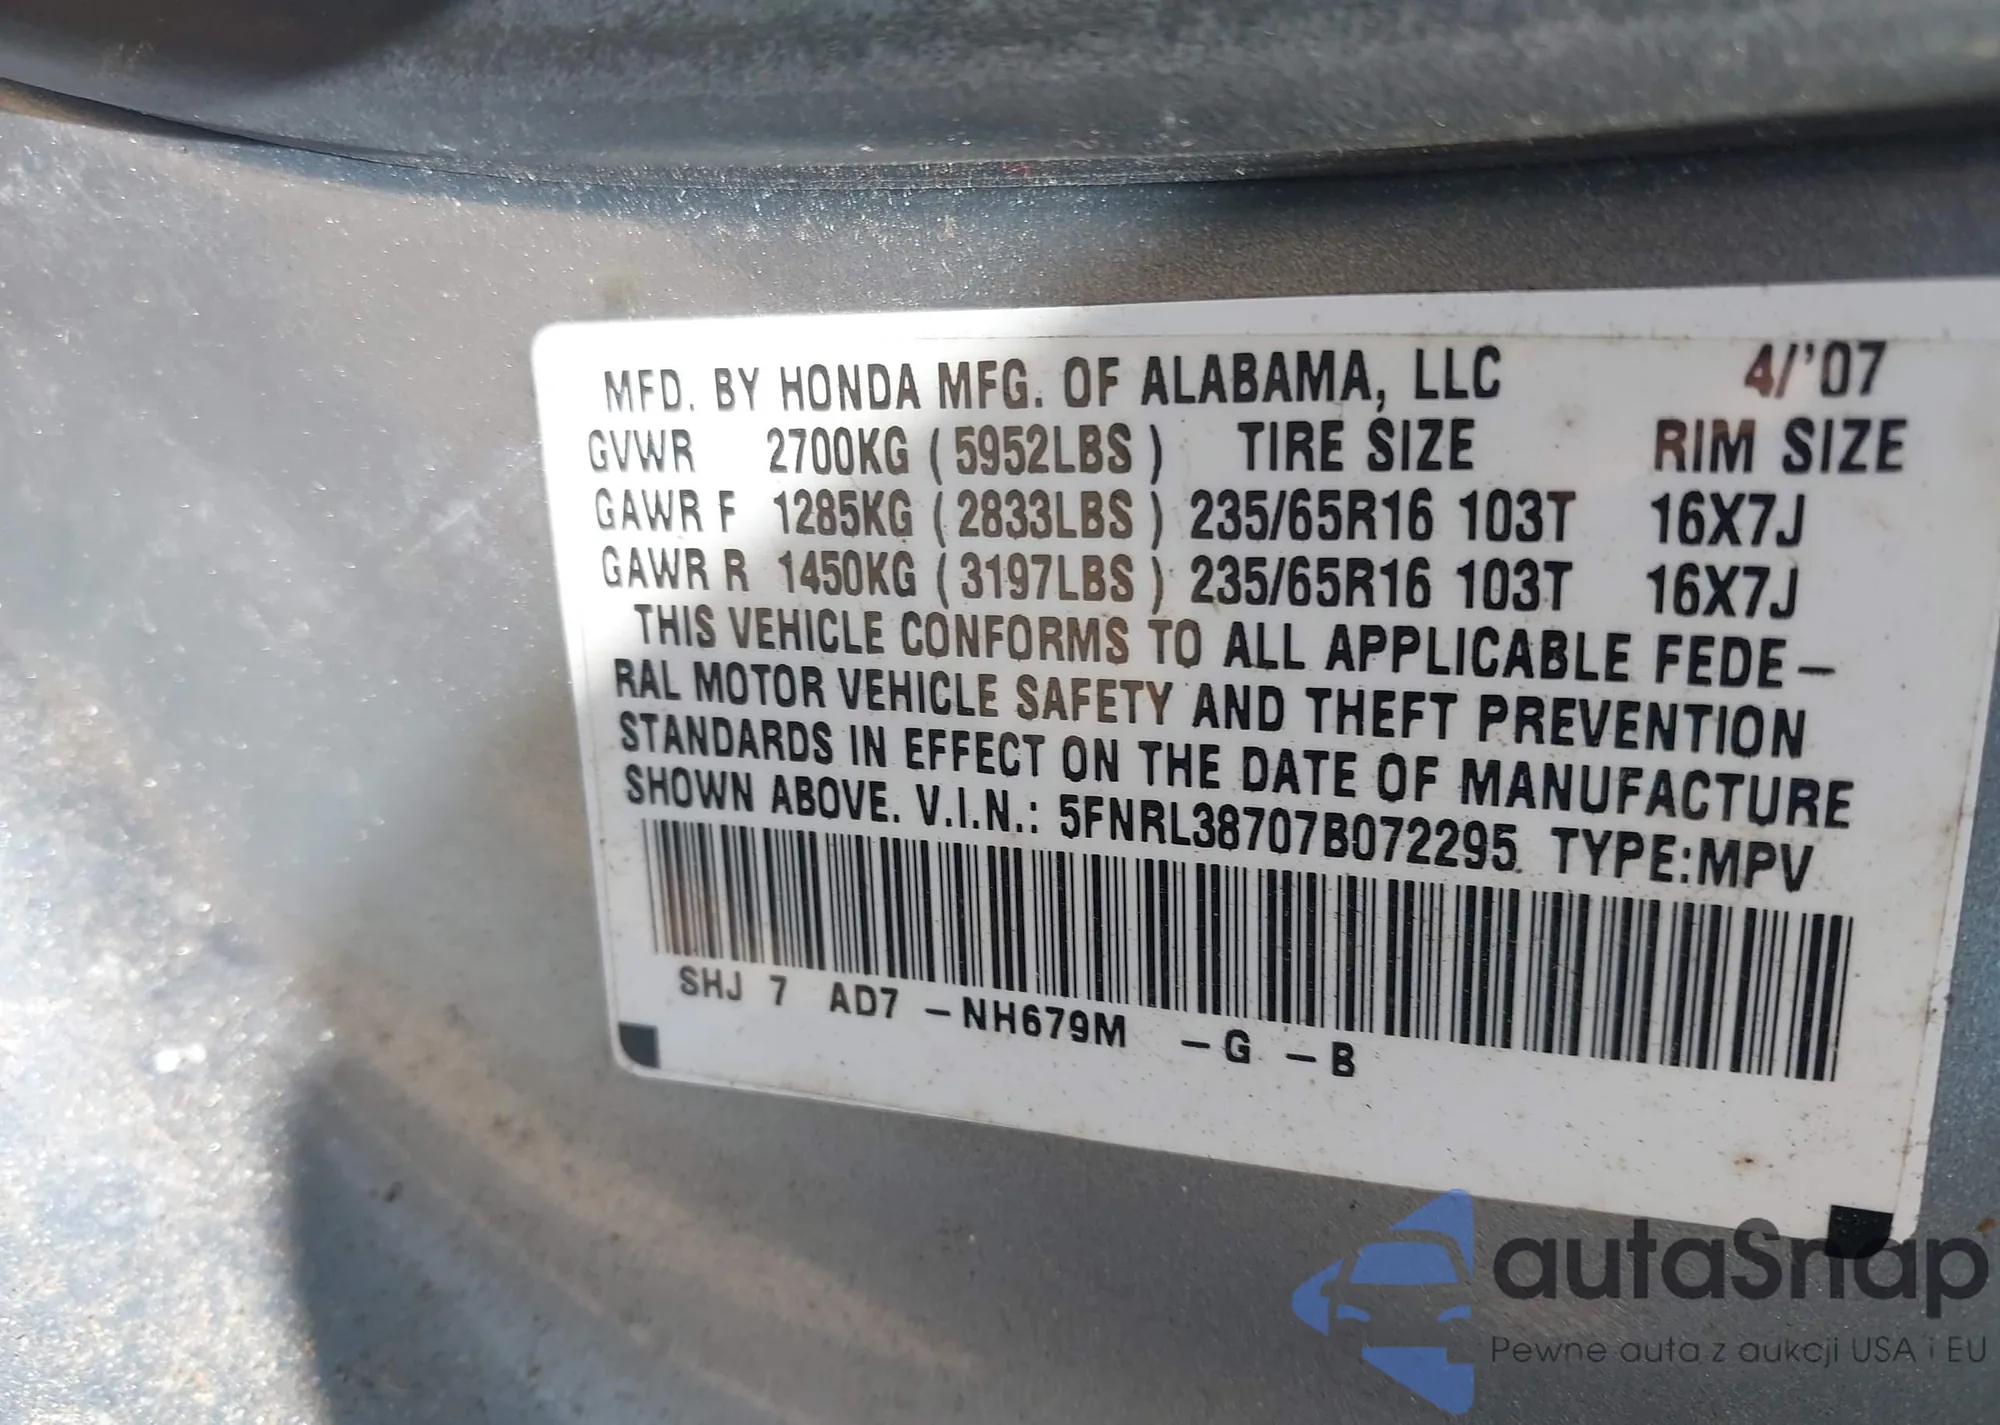 MFD. BY HONDA MFG. OF ALABAMA, LLC 4/'07
GVWR 2700KG ( 5952LBS ) TIRE SIZE RIM SIZE
GAWR F 1285KG ( 2833LBS ) 235/65R16 103T 16X7J
GAWR R 1450KG ( 3197LBS ) 235/65R16 103T 16X7J
THIS VEHICLE CONFORMS TO ALL APPLICABLE FEDE–
RAL MOTOR VEHICLE SAFETY AND THEFT PREVENTION
STANDARDS IN EFFECT ON THE DATE OF MANUFACTURE
SHOWN ABOVE. V.I.N.: 5FNRL38707B072295 TYPE:MPV
SHJ 7 AD7 –NH679M –G –B
autaSnap
Pewne auta z aukcji USA i EU